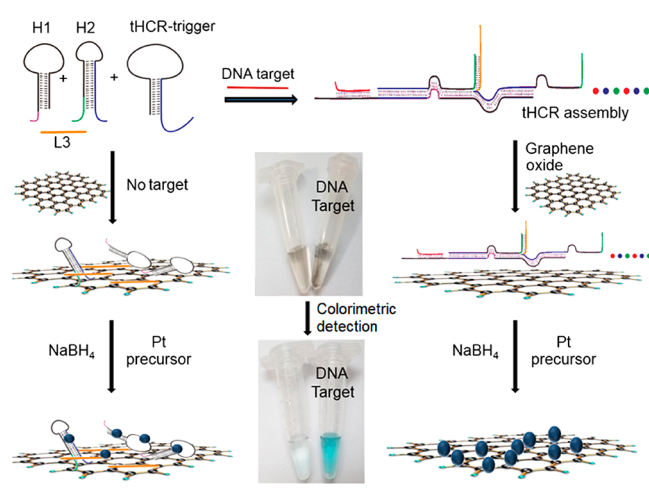 H1 H2 tHCR-trigger
+ +
DNA target
L3
tHCR assembly
No target
DNA
Target
Graphene
oxide
Colorimetric
detection
NaBH4 Pt
precursor
DNA
Target
NaBH4 Pt
precursor